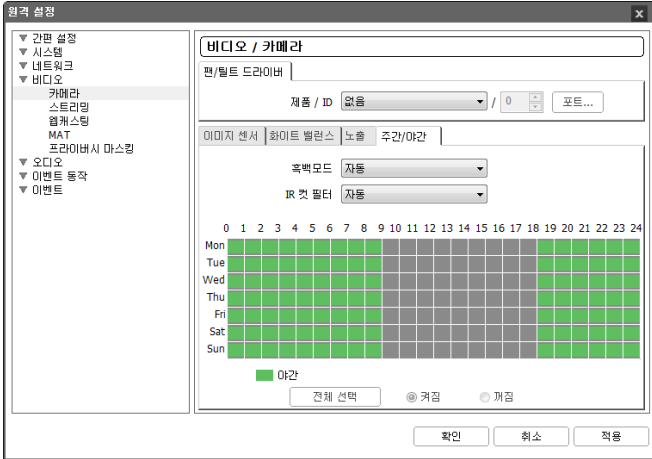 원격 설정
x
간편 설정
시스템
네트워크
비디오
카메라
스트리밍
웹캐스팅
MAT
프라이버시 마스킹
오디오
이벤트 동작
이벤트
비디오 / 카메라
팬/틸트 드라이버
제품 / ID 없음 / 0 포트...
이미지 센서 화이트 밸런스 노출 주간/야간
흑백모드 자동
IR 컷 필터 자동
0 1 2 3 4 5 6 7 8 9 10 11 12 13 14 15 16 17 18 19 20 21 22 23 24
Mon
Tue
Wed
Thu
Fri
Sat
Sun
야간
전체 선택 켜짐 꺼짐
확인 취소 적용